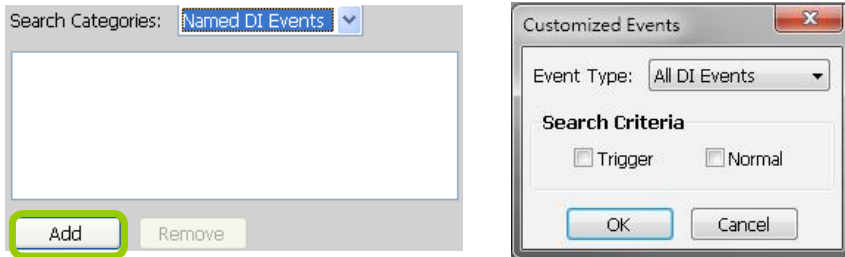 Search Categories: Named DI Events
Add Remove
Customized Events
Event Type: All DI Events
Search Criteria
Trigger Normal
OK Cancel